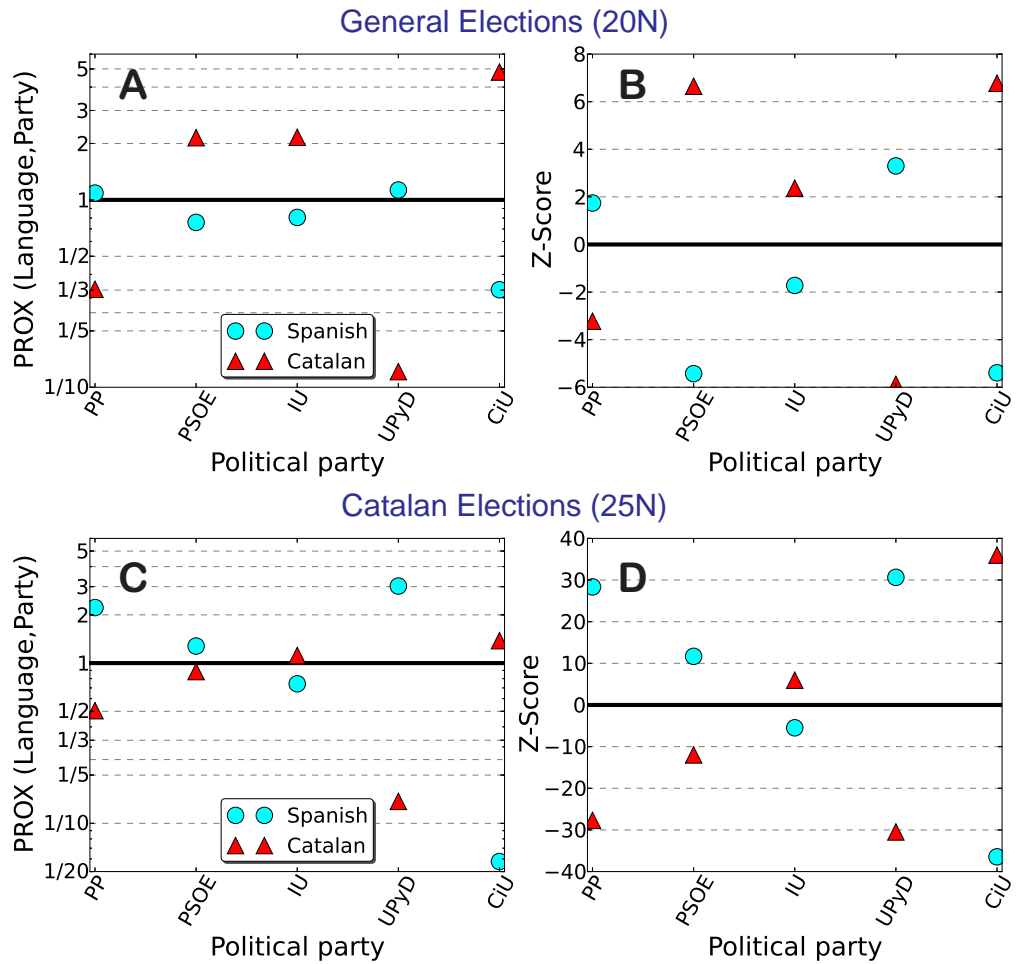 General Elections (20N)
A
PROX (Language,Party)
5
3
2
1
1/2
1/3
1/5
1/10
Spanish
Catalan
PP
PSOE
IU
UPyD
CiU
Political party
B
Z-Score
8
6
4
2
0
−2
−4
−6
PP
PSOE
IU
UPyD
CiU
Political party
Catalan Elections (25N)
C
PROX (Language,Party)
5
3
2
1
1/2
1/3
1/5
1/10
1/20
Spanish
Catalan
PP
PSOE
IU
UPyD
CiU
Political party
D
Z-Score
40
30
20
10
0
−10
−20
−30
−40
PP
PSOE
IU
UPyD
CiU
Political party